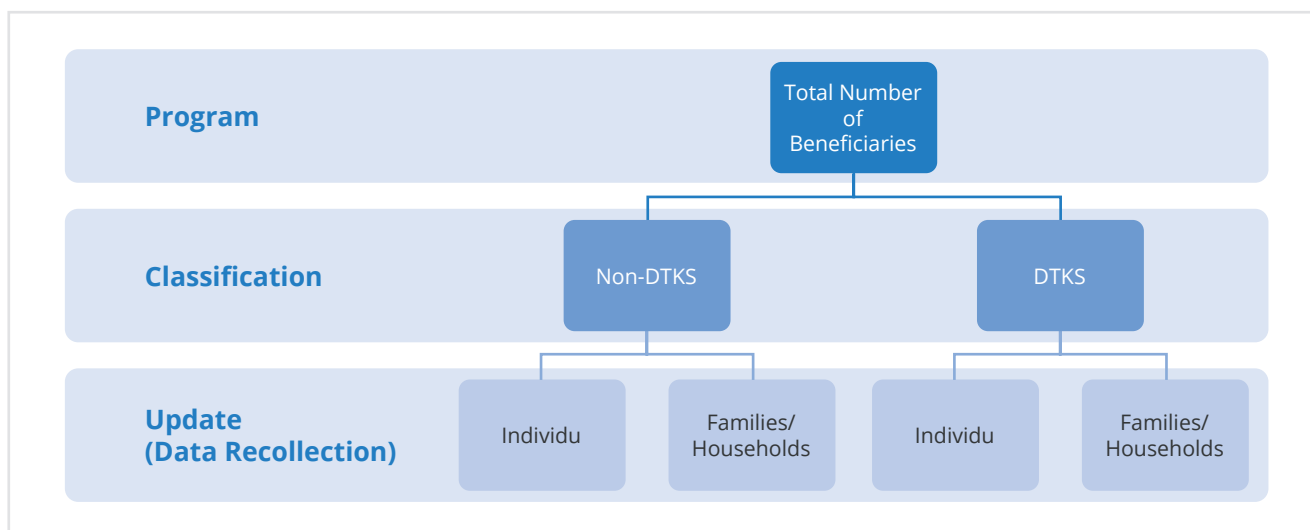 Program
Total Number
of
Beneficiaries
Classification
Non-DTKS
DTKS
Update
(Data Recollection)
Individu
Families/
Households
Individu
Families/
Households